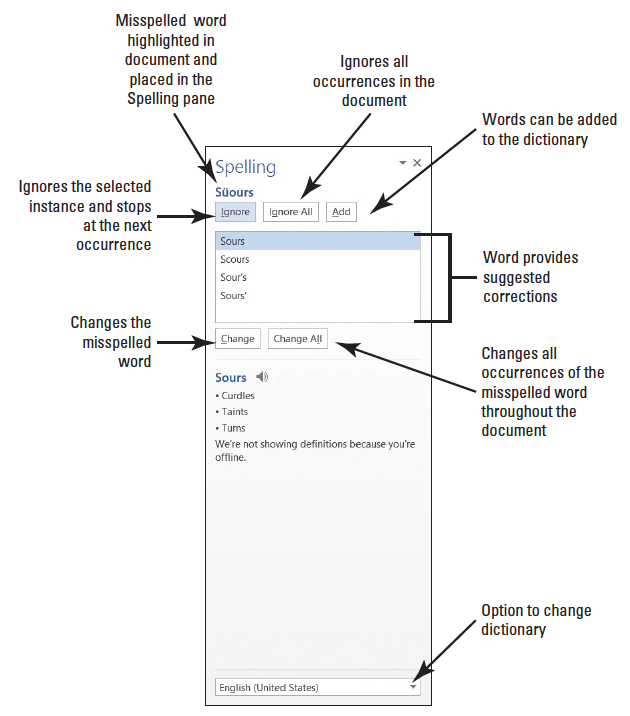 Misspelled word
highlighted in
document and
placed in the
Spelling pane
Ignores all
occurrences in the
document
Words can be added
to the dictionary
Ignores the selected
instance and stops
at the next
occurrence
Spelling
Süours
Ignore Ignore All Add
Sours
Scours
Sour's
Sours'
Word provides
suggested
corrections
Changes the
misspelled
word
Change Change All
Changes all
occurrences of the
misspelled word
throughout the
document
Sours
• Curdles
• Taints
• Turns
We're not showing definitions because you're
offline.
Option to change
dictionary
English (United States)